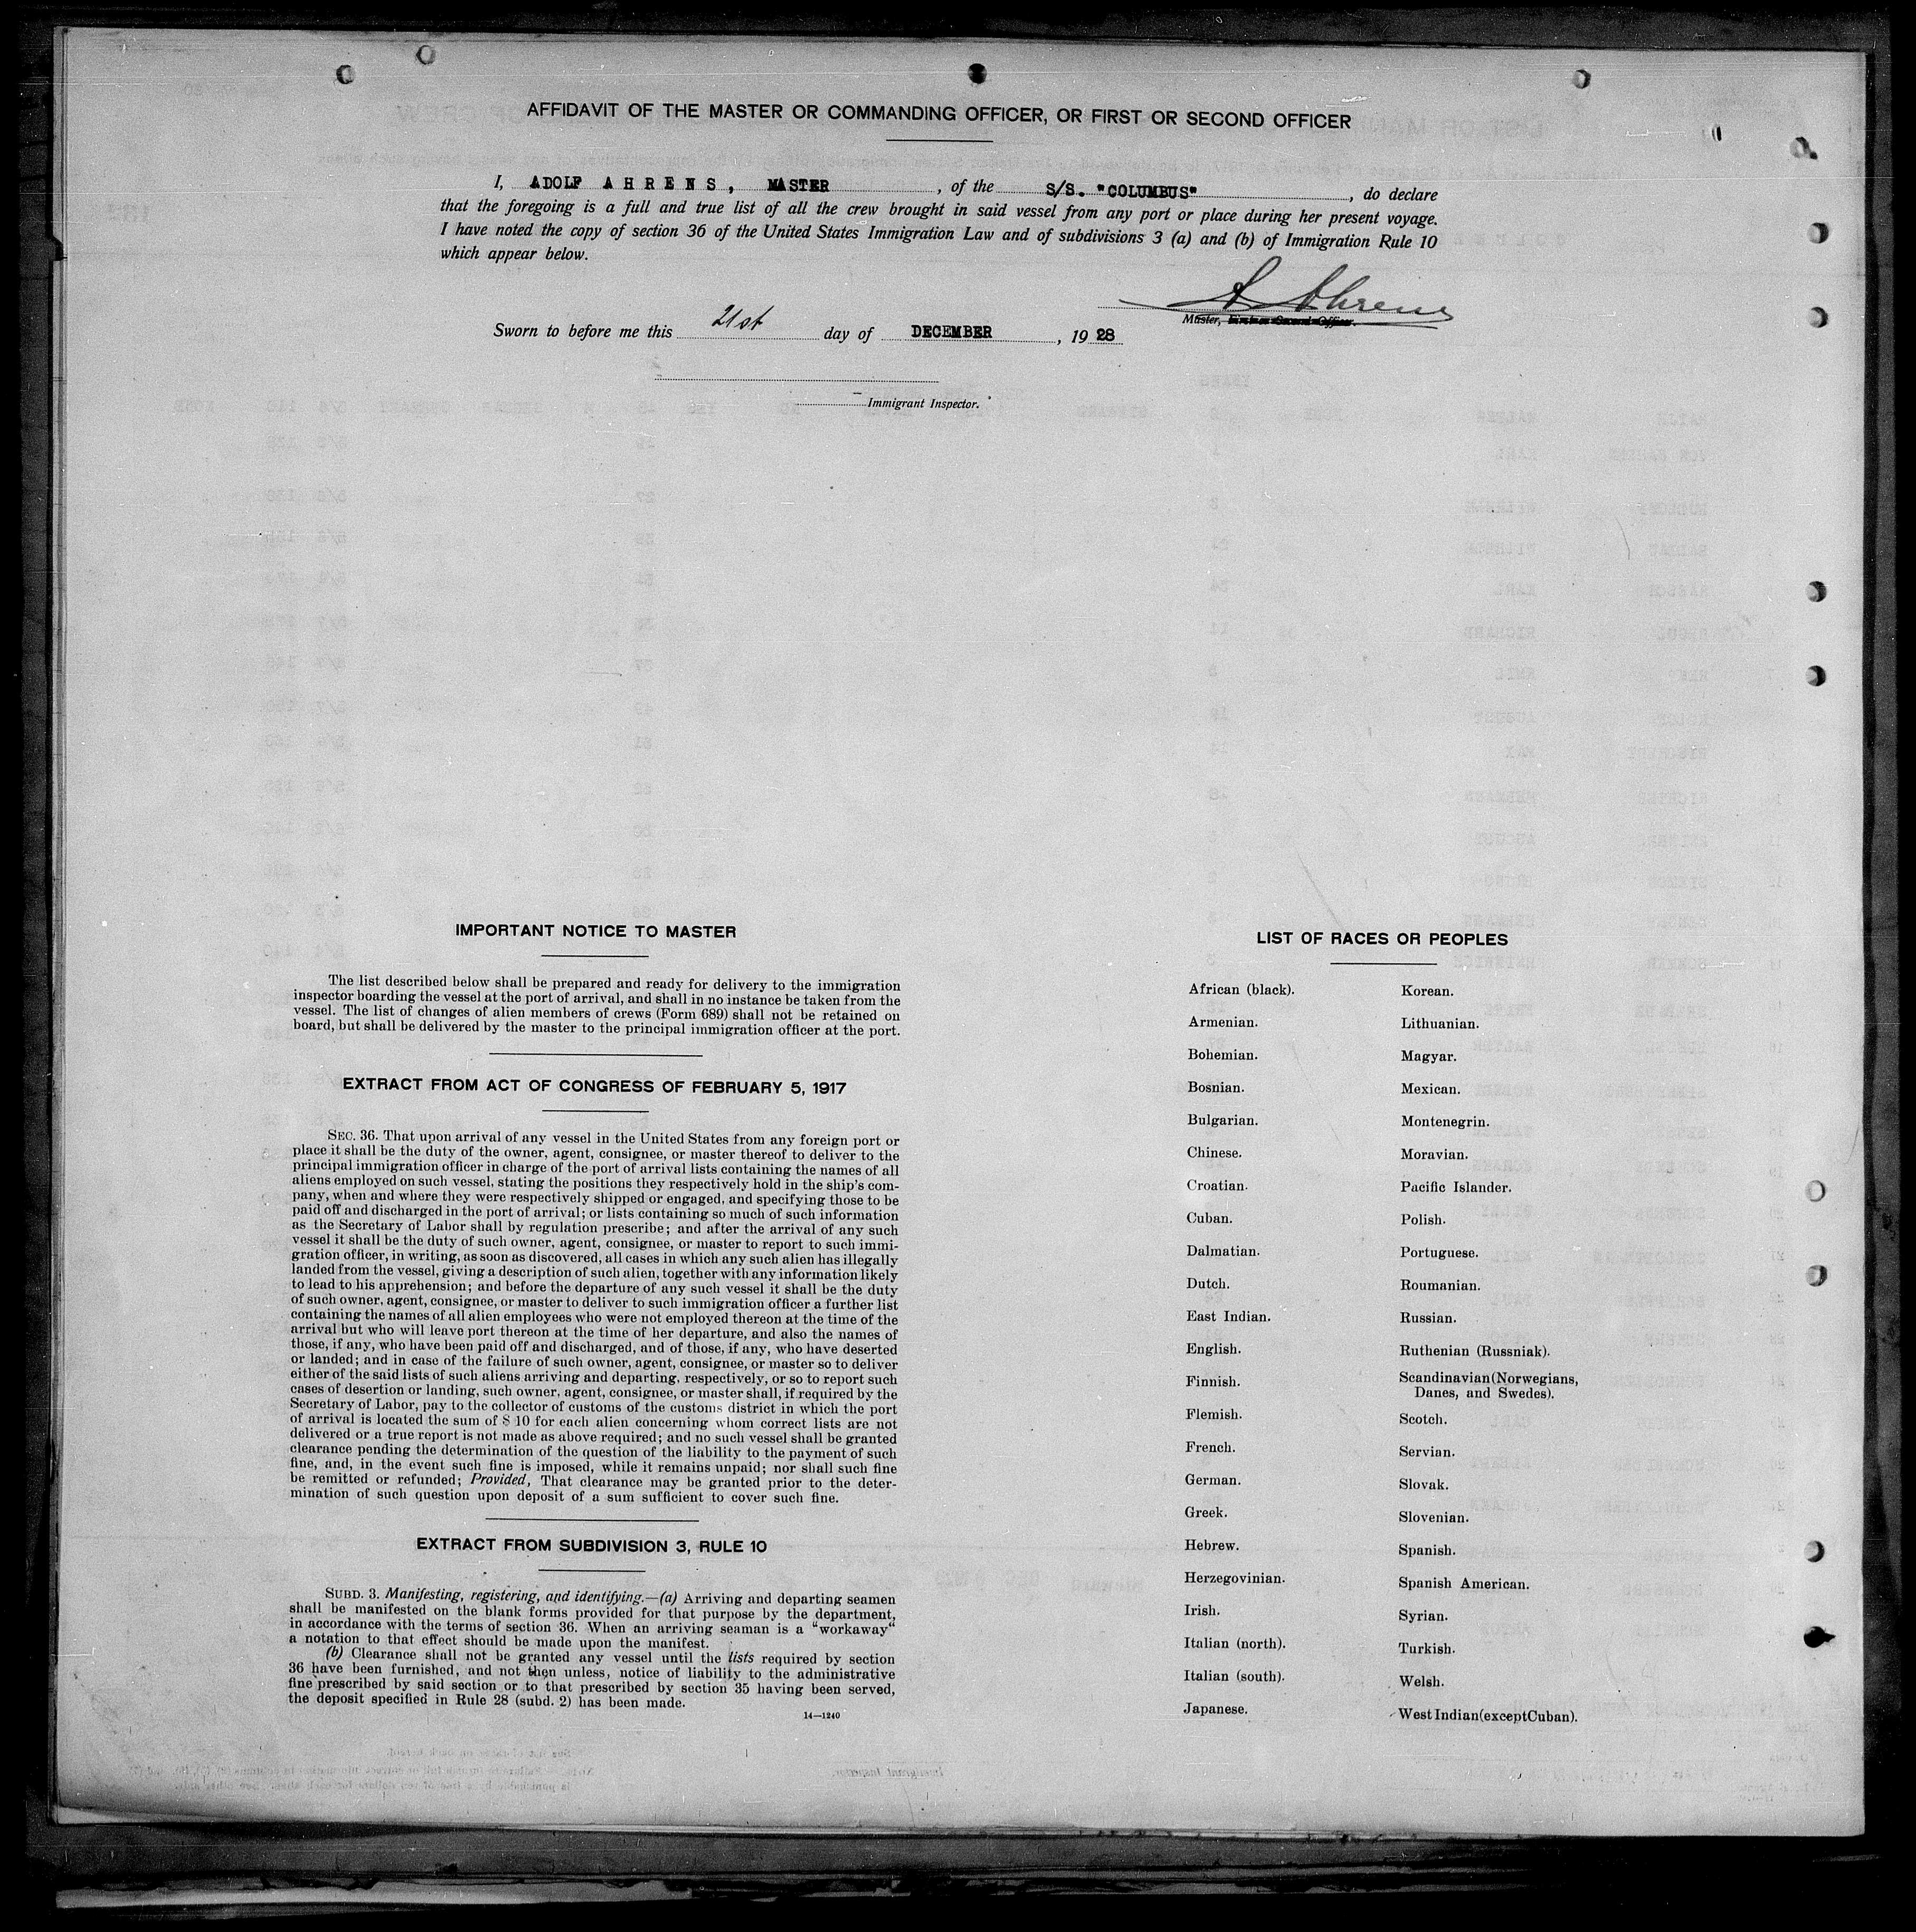 AFFIDAVIT OF THE MASTER OR COMMANDING OFFICER, OR FIRST OR SECOND OFFICER
I, ADOLF AHRENS, MASTER, of the S/S. "COLUMBUS", do declare
that the foregoing is a full and true list of all the crew brought in said vessel from any port or place during her present voyage.
I have noted the copy of section 36 of the United States Immigration Law and of subdivisions 3 (a) and (b) of Immigration Rule 10
which appear below.
A Ahrens
Master,
Sworn to before me this 21st day of DECEMBER, 1928
Immigrant Inspector.
IMPORTANT NOTICE TO MASTER
The list described below shall be prepared and ready for delivery to the immigration
inspector boarding the vessel at the port of arrival, and shall in no instance be taken from the
vessel. The list of changes of alien members of crews (Form 689) shall not be retained on
board, but shall be delivered by the master to the principal immigration officer at the port.
EXTRACT FROM ACT OF CONGRESS OF FEBRUARY 5, 1917
SEC. 36. That upon arrival of any vessel in the United States from any foreign port or
place it shall be the duty of the owner, agent, consignee, or master thereof to deliver to the
principal immigration officer in charge of the port of arrival lists containing the names of all
aliens employed on such vessel, stating the positions they respectively hold in the ship's com-
pany, when and where they were respectively shipped or engaged, and specifying those to be
paid off and discharged in the port of arrival; or lists containing so much of such information
as the Secretary of Labor shall by regulation prescribe; and after the arrival of any such
vessel it shall be the duty of such owner, agent, consignee, or master to report to such immi-
gration officer, in writing, as soon as discovered, all cases in which any such alien has illegally
landed from the vessel, giving a description of such alien, together with any information likely
to lead to his apprehension; and before the departure of any such vessel it shall be the duty
of such owner, agent, consignee, or master to deliver to such immigration officer a further list
containing the names of all alien employees who were not employed thereon at the time of the
arrival but who will leave port thereon at the time of her departure, and also the names of
those, if any, who have been paid off and discharged, and of those, if any, who have deserted
or landed; and in case of the failure of such owner, agent, consignee, or master so to deliver
either of the said lists of such aliens arriving and departing, respectively, or so to report such
cases of desertion or landing, such owner, agent, consignee, or master shall, if required by the
Secretary of Labor, pay to the collector of customs of the customs district in which the port
of arrival is located the sum of $ 10 for each alien concerning whom correct lists are not
delivered or a true report is not made as above required; and no such vessel shall be granted
clearance pending the determination of the question of the liability to the payment of such
fine, and, in the event such fine is imposed, while it remains unpaid; nor shall such fine
be remitted or refunded; Provided, That clearance may be granted prior to the deter-
mination of such question upon deposit of a sum sufficient to cover such fine.
EXTRACT FROM SUBDIVISION 3, RULE 10
SUBD. 3. Manifesting, registering, and identifying.—(a) Arriving and departing seamen
shall be manifested on the blank forms provided for that purpose by the department,
in accordance with the terms of section 36. When an arriving seaman is a "workaway"
a notation to that effect should be made upon the manifest.
(b) Clearance shall not be granted any vessel until the lists required by section
36 have been furnished, and not then unless, notice of liability to the administrative
fine prescribed by said section or to that prescribed by section 35 having been served,
the deposit specified in Rule 28 (subd. 2) has been made.
14—1240
LIST OF RACES OR PEOPLES
African (black).
Armenian.
Bohemian.
Bosnian.
Bulgarian.
Chinese.
Croatian.
Cuban.
Dalmatian.
Dutch.
East Indian.
English.
Finnish.
Flemish.
French.
German.
Greek.
Hebrew.
Herzegovinian.
Irish.
Italian (north).
Italian (south).
Japanese.
Korean.
Lithuanian.
Magyar.
Mexican.
Montenegrin.
Moravian.
Pacific Islander.
Polish.
Portuguese.
Roumanian.
Russian.
Ruthenian (Russniak).
Scandinavian (Norwegians,
Danes, and Swedes).
Scotch.
Servian.
Slovak.
Slovenian.
Spanish.
Spanish American.
Syrian.
Turkish.
Welsh.
West Indian (except Cuban).